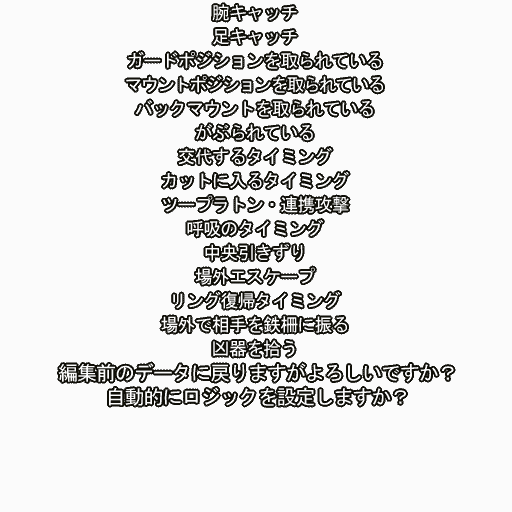 腕キャッチ
足キャッチ
ガードポジションを取られている
マウントポジションを取られている
バックマウントを取られている
がぶられている
交代するタイミング
カットに入るタイミング
ツープラトン・連携攻撃
呼吸のタイミング
中央引きずり
場外エスケープ
リング復帰タイミング
場外で相手を鉄柵に振る
凶器を拾う
編集前のデータに戻りますがよろしいですか？
自動的にロジックを設定しますか？